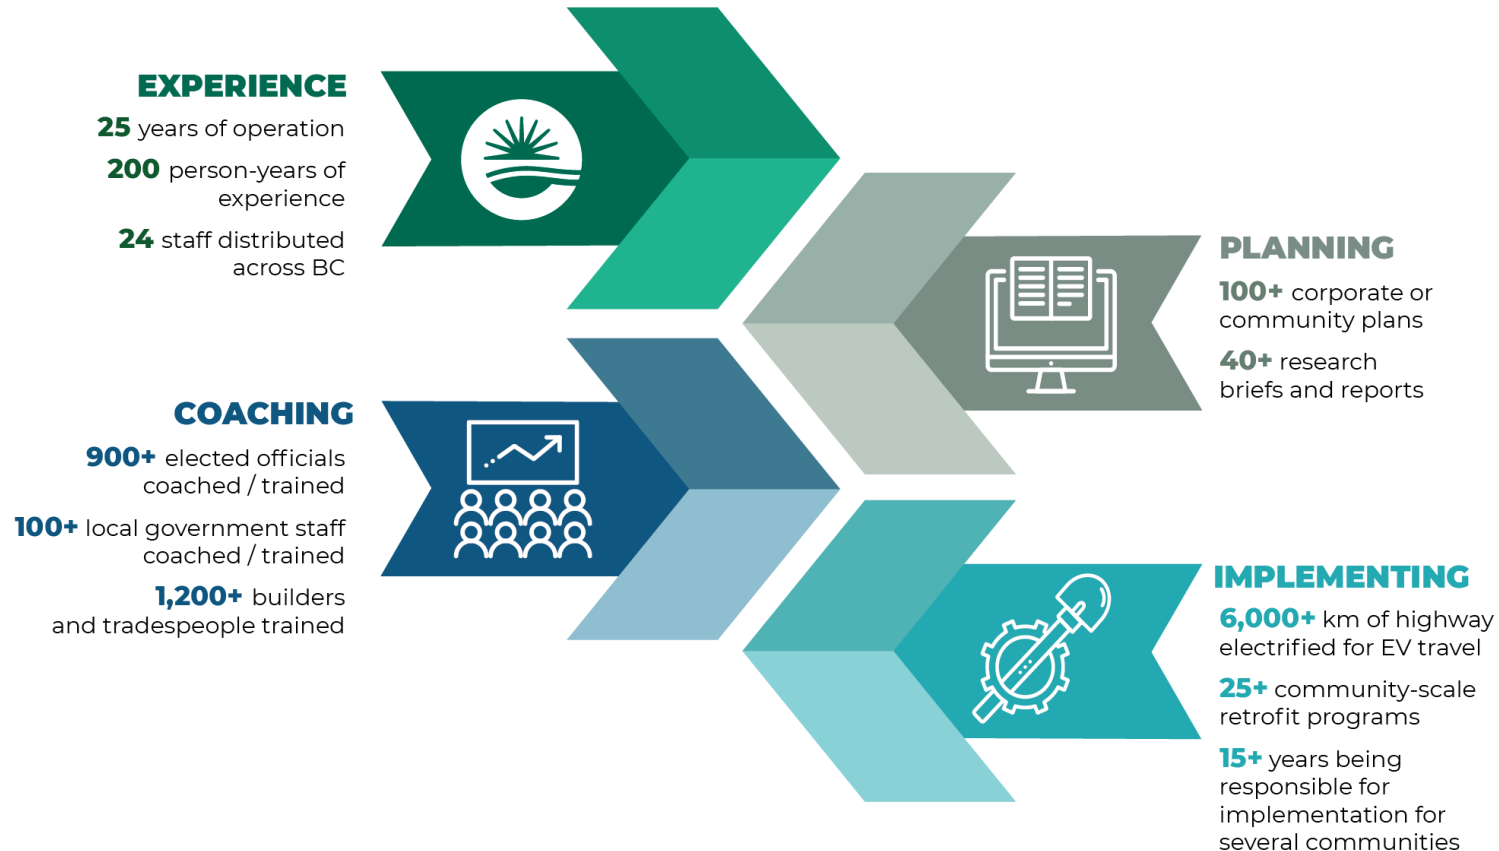 EXPERIENCE
25 years of operation
200 person-years of
experience
24 staff distributed
across BC
PLANNING
100+ corporate or
community plans
40+ research
briefs and reports
COACHING
900+ elected officials
coached / trained
100+ local government staff
coached / trained
1,200+ builders
and tradespeople trained
IMPLEMENTING
6,000+ km of highway
electrified for EV travel
25+ community-scale
retrofit programs
15+ years being
responsible for
implementation for
several communities